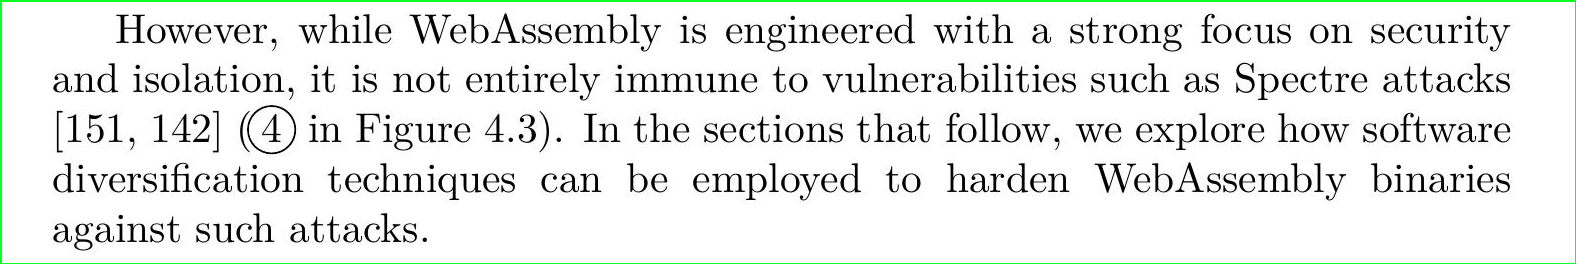 However, while WebAssembly is engineered with a strong focus on security
and isolation, it is not entirely immune to vulnerabilities such as Spectre attacks
[151, 142] (④ in Figure 4.3). In the sections that follow, we explore how software
diversification techniques can be employed to harden WebAssembly binaries
against such attacks.